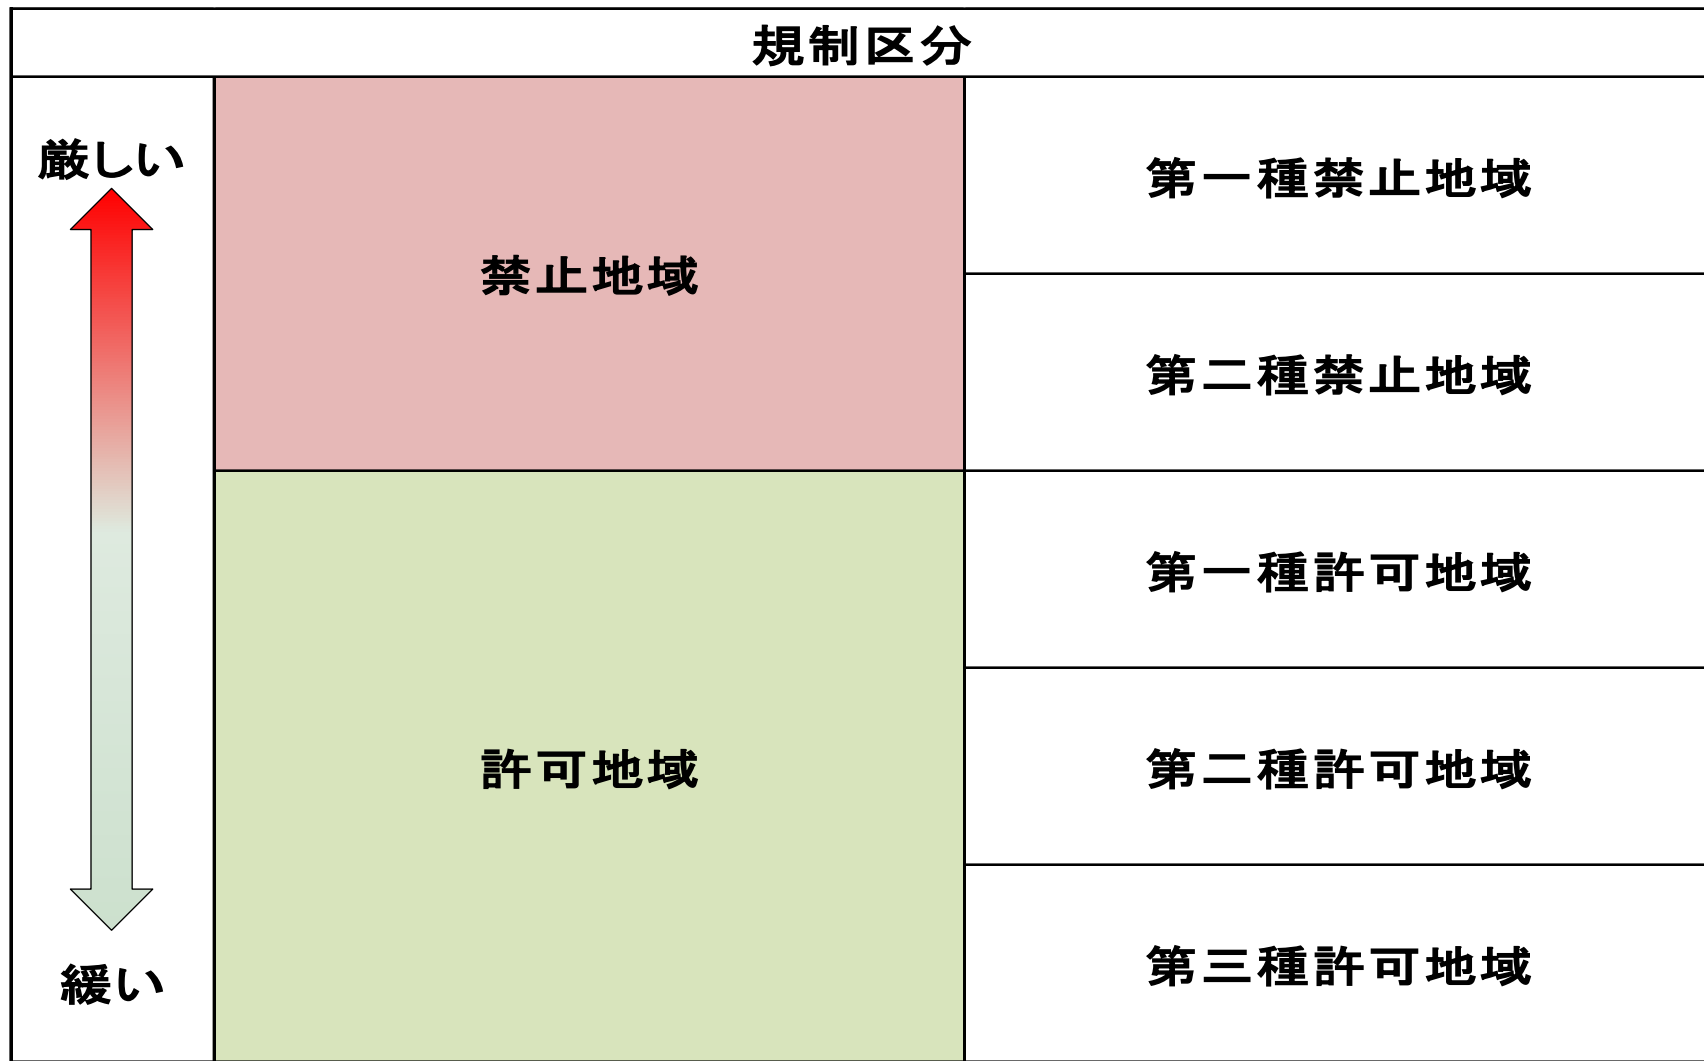 規制区分
厳しい
緩い
禁止地域
第一種禁止地域
第二種禁止地域
許可地域
第一種許可地域
第二種許可地域
第三種許可地域